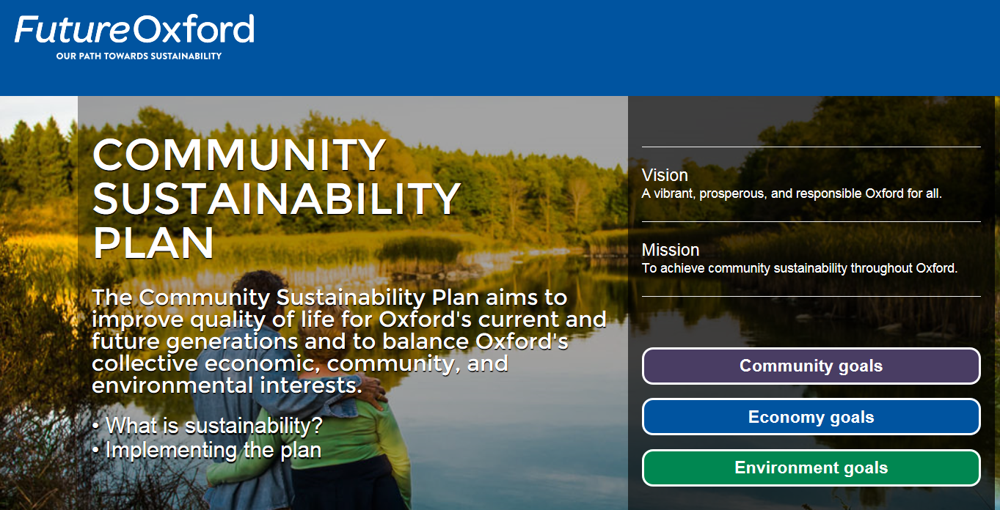 FutureOxford
OUR PATH TOWARDS SUSTAINABILITY
COMMUNITY
SUSTAINABILITY
PLAN
The Community Sustainability Plan aims to
improve quality of life for Oxford's current and
future generations and to balance Oxford's
collective economic, community, and
environmental interests.
• What is sustainability?
• Implementing the plan
Vision
A vibrant, prosperous, and responsible Oxford for all.
Mission
To achieve community sustainability throughout Oxford.
Community goals
Economy goals
Environment goals